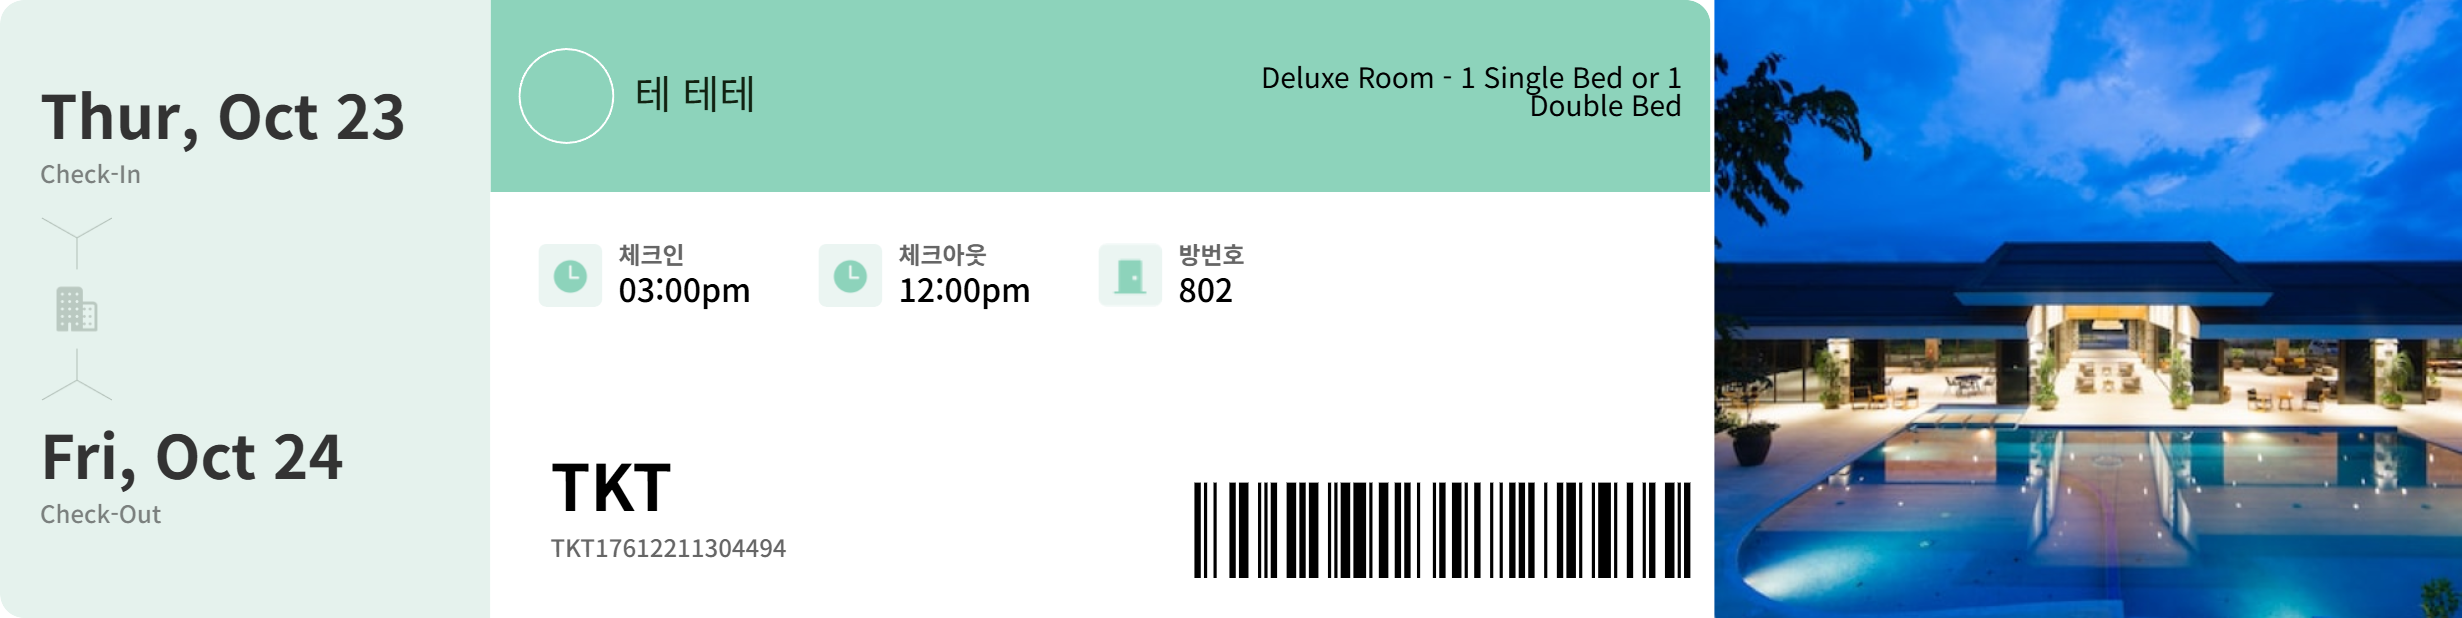 Thur, Oct 23
Check-In
Fri, Oct 24
Check-Out
테 테테
Deluxe Room - 1 Single Bed or 1
Double Bed
체크인
03:00pm
체크아웃
12:00pm
방번호
802
TKT
TKT17612211304494